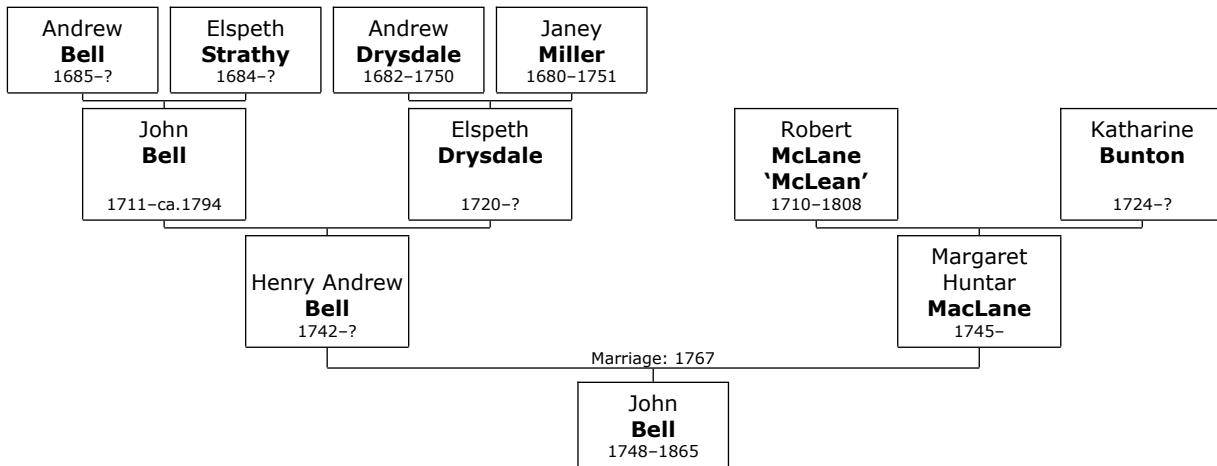 Andrew
Bell
1685–?
Elspeth
Strathy
1684–?
Andrew
Drysdale
1682–1750
Janey
Miller
1680–1751
John
Bell
1711–ca.1794
Elspeth
Drysdale
1720–?
Robert
McLane
‘McLean’
1710–1808
Katharine
Bunton
1724–?
Henry Andrew
Bell
1742–?
Margaret
Huntar
MacLane
1745–
Marriage: 1767
John
Bell
1748–1865